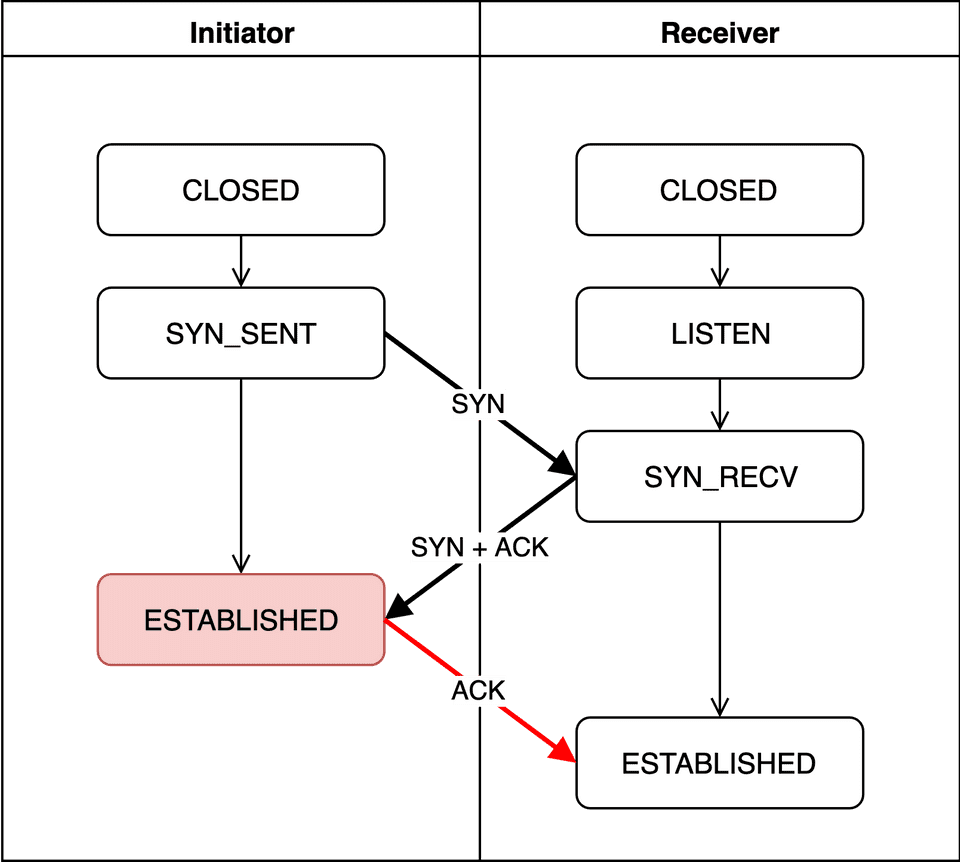 Initiator
Receiver
CLOSED
CLOSED
SYN_SENT
LISTEN
SYN
SYN_RECV
SYN + ACK
ESTABLISHED
ACK
ESTABLISHED